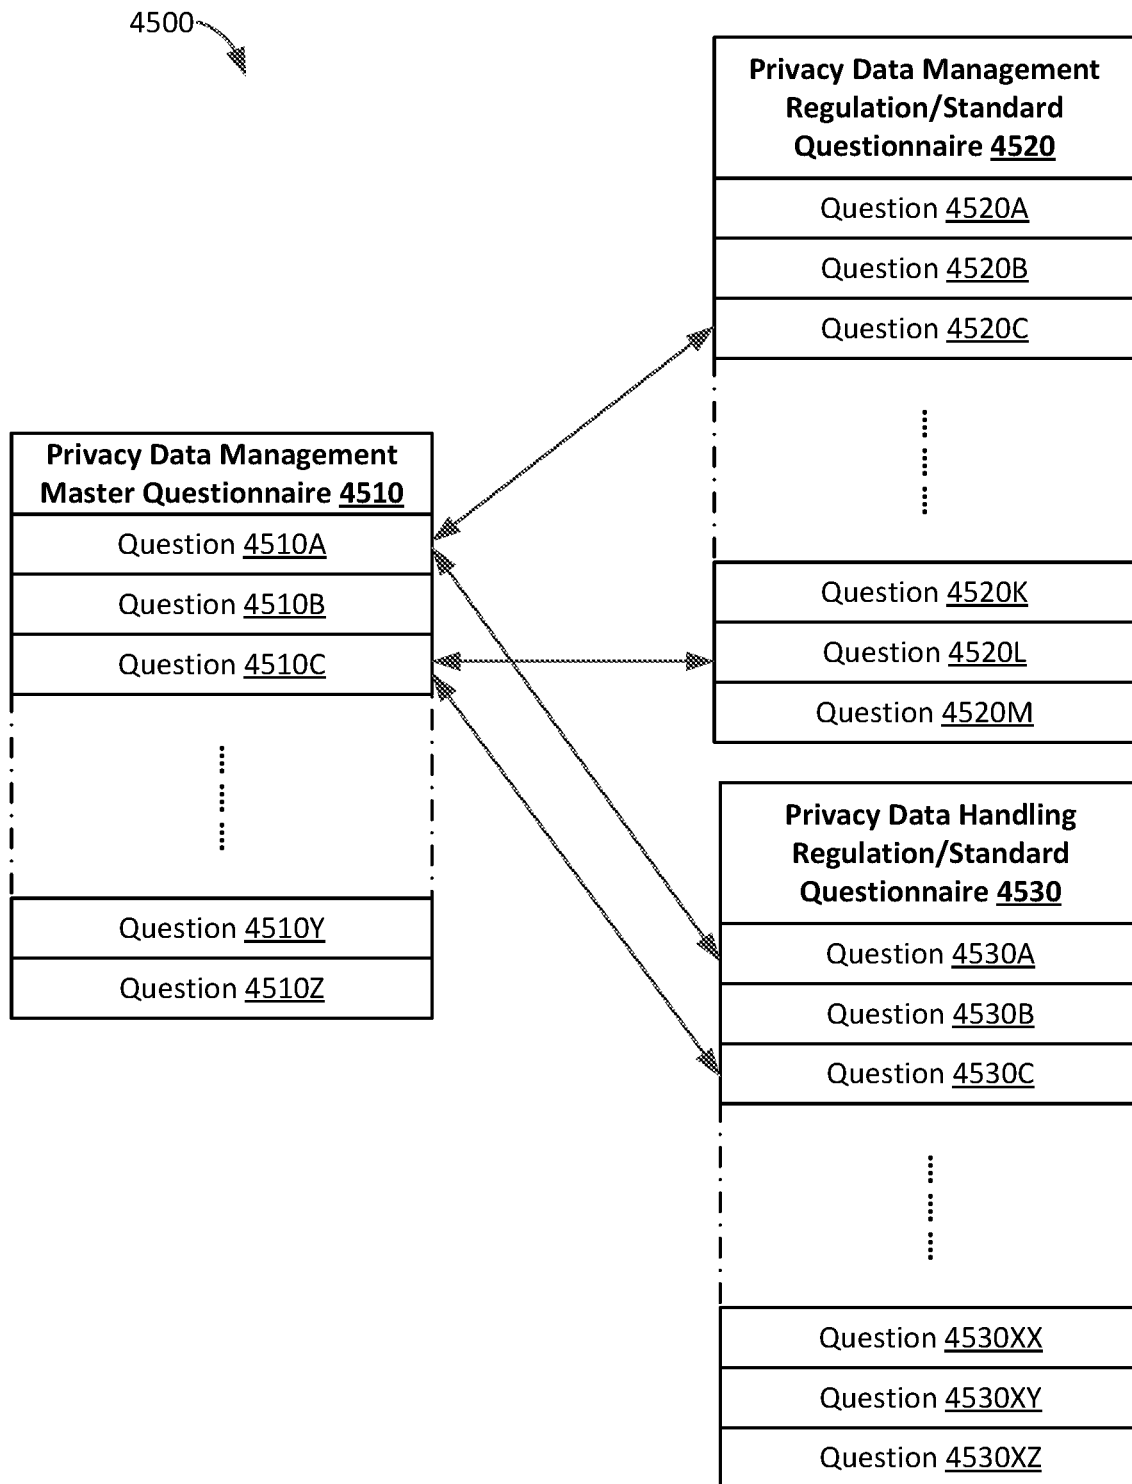 4500
Privacy Data Management
Regulation/Standard
Questionnaire 4520
Question 4520A
Question 4520B
Question 4520C
Question 4520K
Question 4520L
Question 4520M
Privacy Data Management
Master Questionnaire 4510
Question 4510A
Question 4510B
Question 4510C
Question 4510Y
Question 4510Z
Privacy Data Handling
Regulation/Standard
Questionnaire 4530
Question 4530A
Question 4530B
Question 4530C
Question 4530XX
Question 4530XY
Question 4530XZ